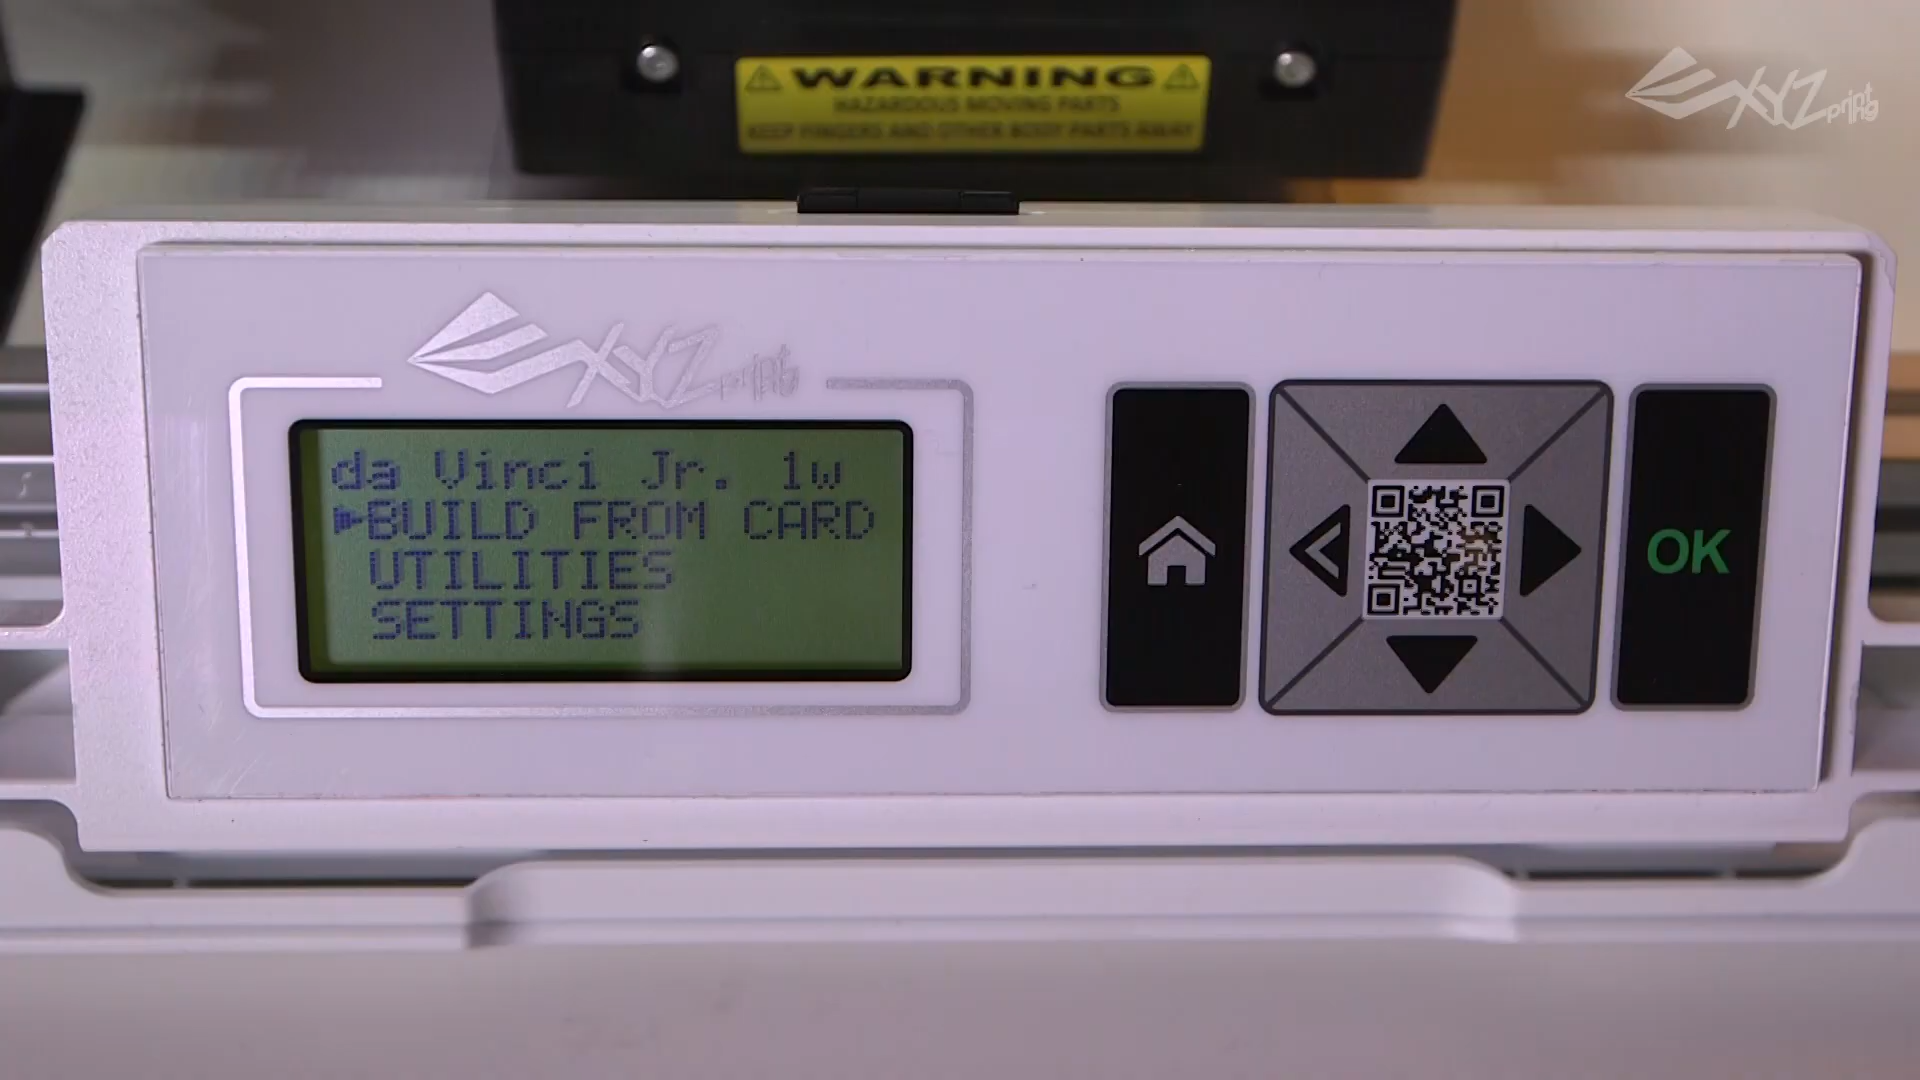 WARNING
HAZARDOUS MOVING PARTS
KEEP FINGERS AND OTHER BODY PARTS AWAY
XYZprinting
XYZprinting
da Vinci Jr. 1w
BUILD FROM CARD
UTILITIES
SETTINGS
OK